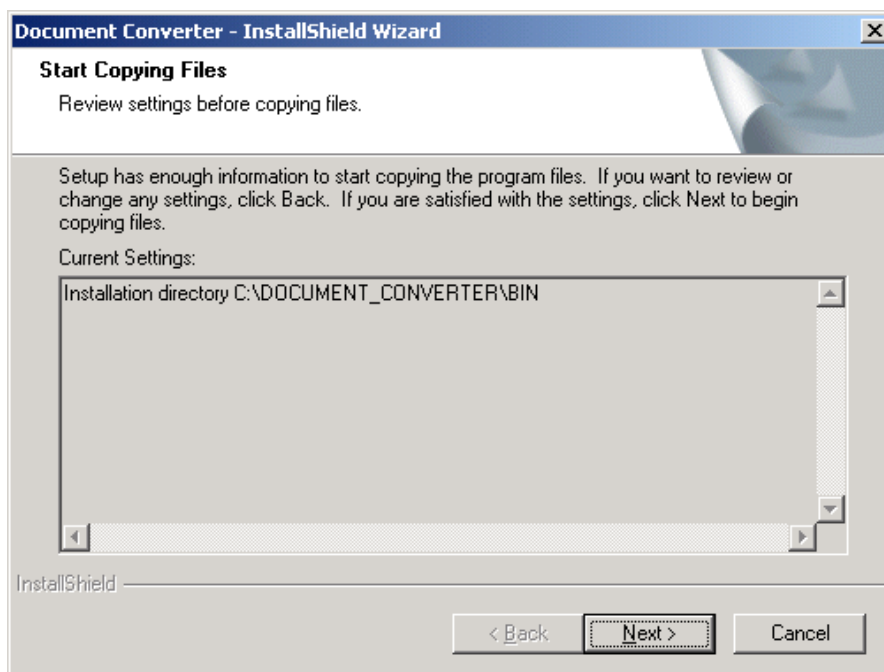 Document Converter - InstallShield Wizard
Start Copying Files
Review settings before copying files.
Setup has enough information to start copying the program files.  If you want to review or
change any settings, click Back.  If you are satisfied with the settings, click Next to begin
copying files.
Current Settings:
Installation directory C:\DOCUMENT_CONVERTER\BIN
InstallShield
< Back
Next >
Cancel